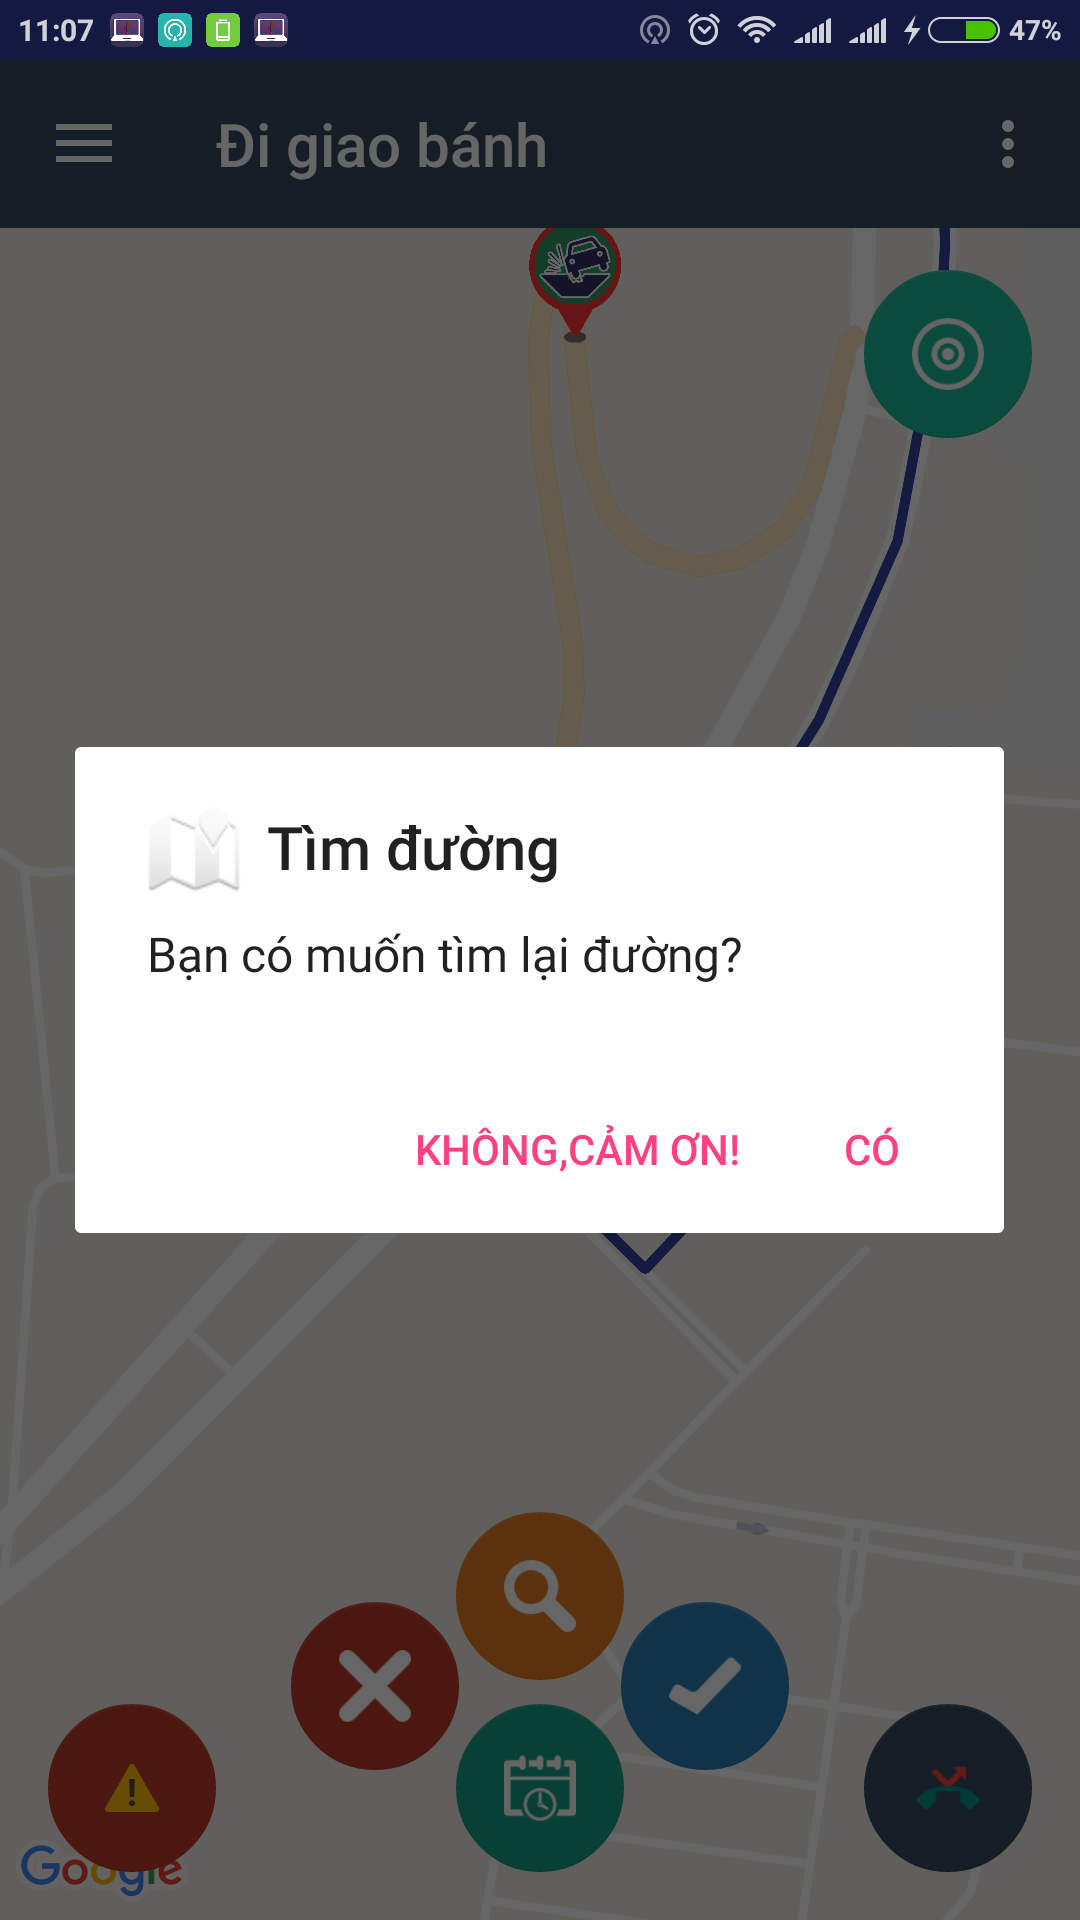 11:07
47%
Đi giao bánh
Tìm đường
Bạn có muốn tìm lại đường?
KHÔNG,CẢM ƠN!
CÓ
Google